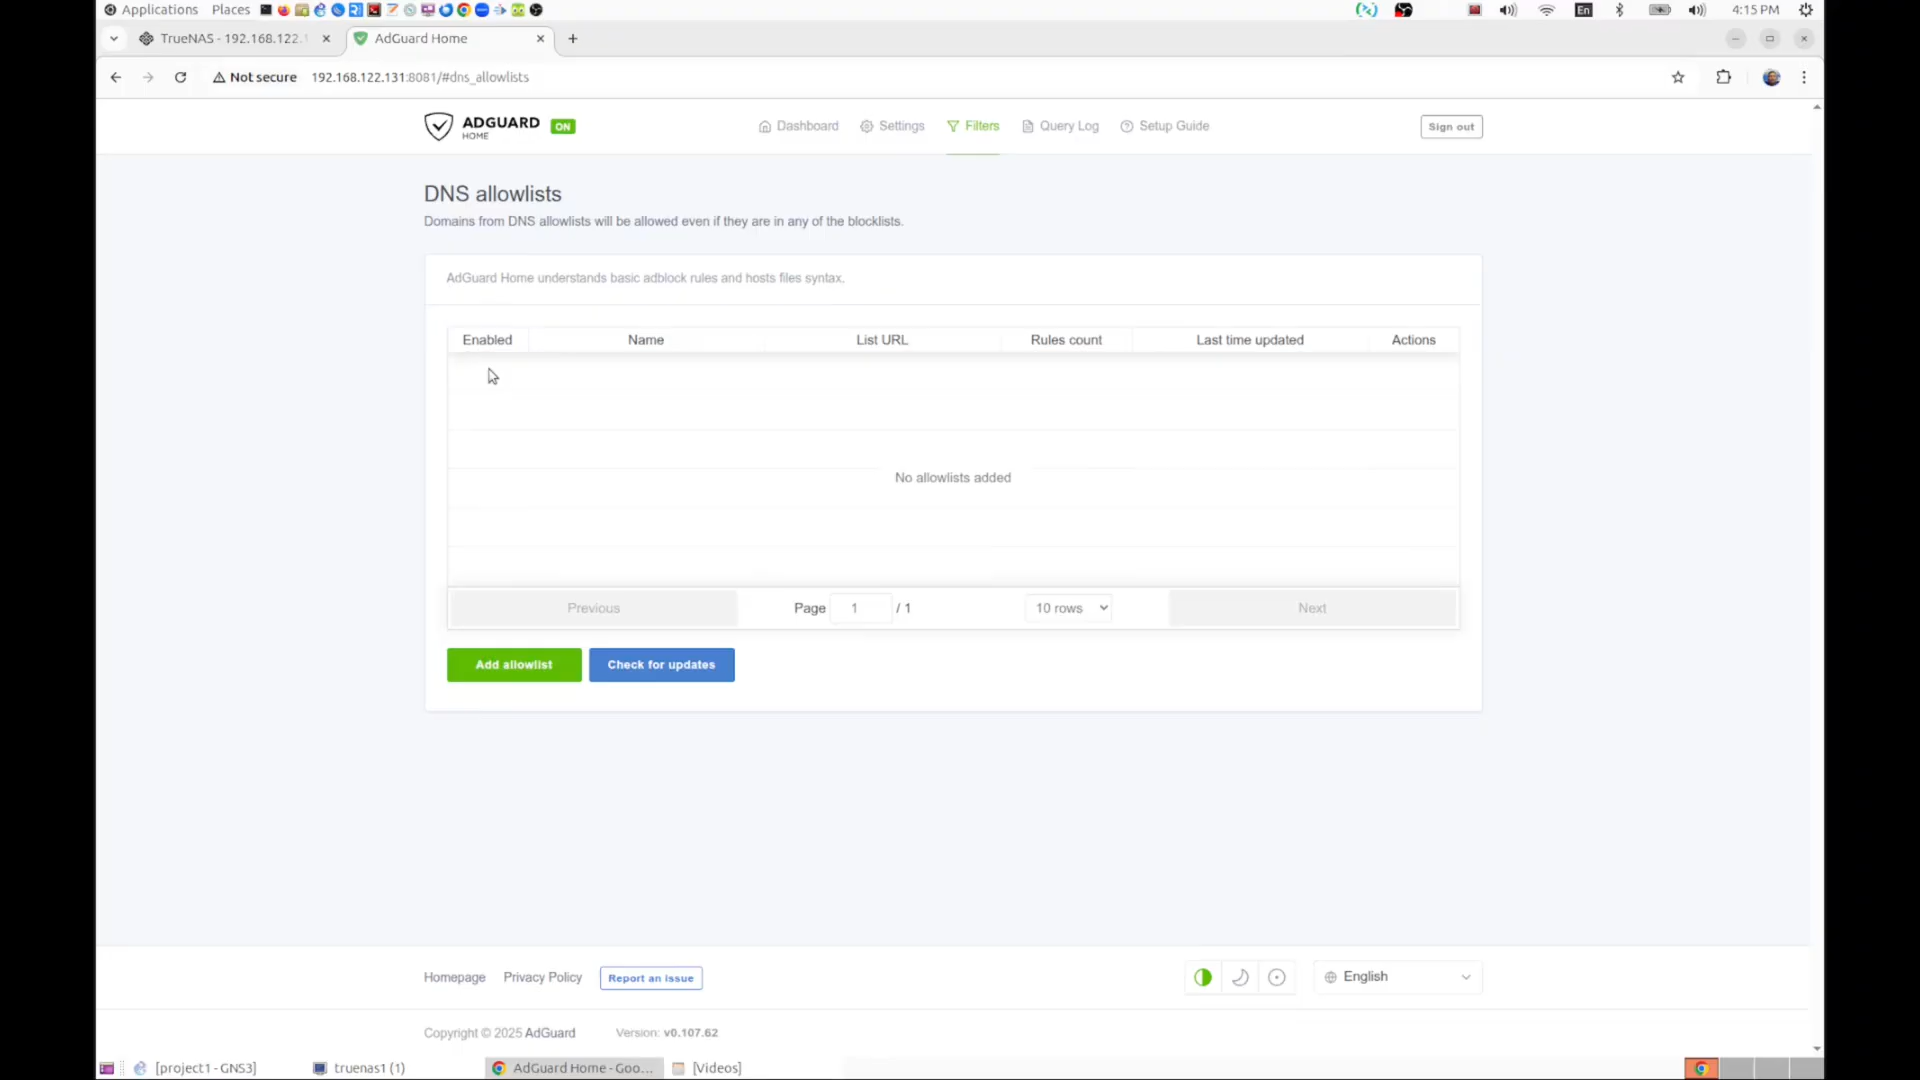 Applications Places En 4:15 PM
TrueNAS - 192.168.122.1 AdGuard Home
Not secure 192.168.122.131:8081/#dns_allowlists
ADGUARD HOME ON Dashboard Settings Filters Query Log Setup Guide Sign out
DNS allowlists
Domains from DNS allowlists will be allowed even if they are in any of the blocklists.
AdGuard Home understands basic adblock rules and hosts files syntax.
Enabled Name List URL Rules count Last time updated Actions
No allowlists added
Previous Page 1 / 1 10 rows Next
Add allowlist Check for updates
Homepage Privacy Policy Report an issue English
Copyright © 2025 AdGuard Version: v0.107.62
[project1 - GNS3] truenas1 (1) AdGuard Home - Goo... [Videos]